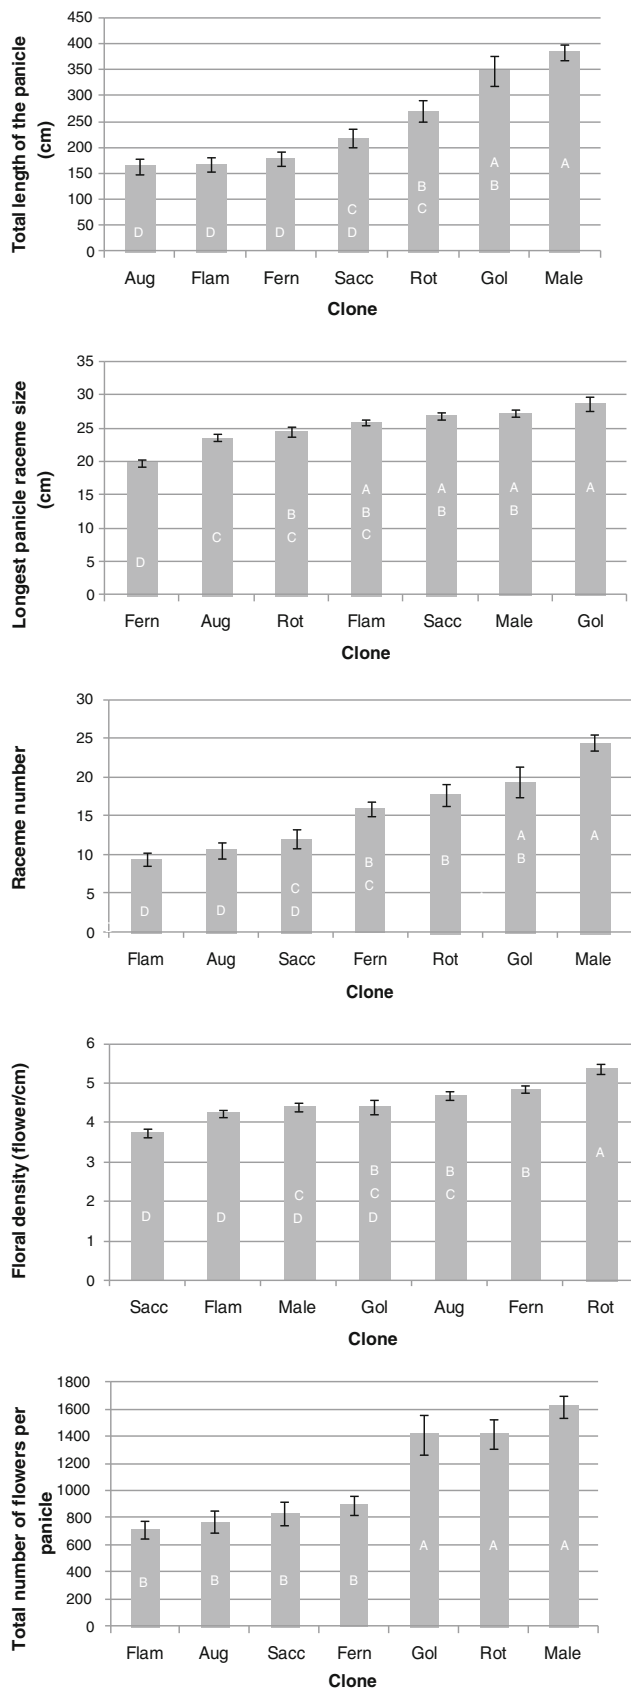 450
400
350
300
250
200
150
100
50
0
Total length of the panicle
(cm)
D
D
D
C
D
B
C
A
B
A
Aug Flam Fern Sacc Rot Gol Male
Clone
35
30
25
20
15
10
5
0
Longest panicle raceme size
(cm)
D
C
B
C
A
B
C
A
B
A
B
A
Fern Aug Rot Flam Sacc Male Gol
Clone
30
25
20
15
10
5
0
Raceme number
D
D
C
D
B
C
B
A
B
A
Flam Aug Sacc Fern Rot Gol Male
Clone
6
5
4
3
2
1
0
Floral density (flower/cm)
D
D
C
D
B
C
D
B
C
B
A
Sacc Flam Male Gol Aug Fern Rot
Clone
1800
1600
1400
1200
1000
800
600
400
200
0
Total number of flowers per
panicle
B
B
B
B
A
A
A
Flam Aug Sacc Fern Gol Rot Male
Clone